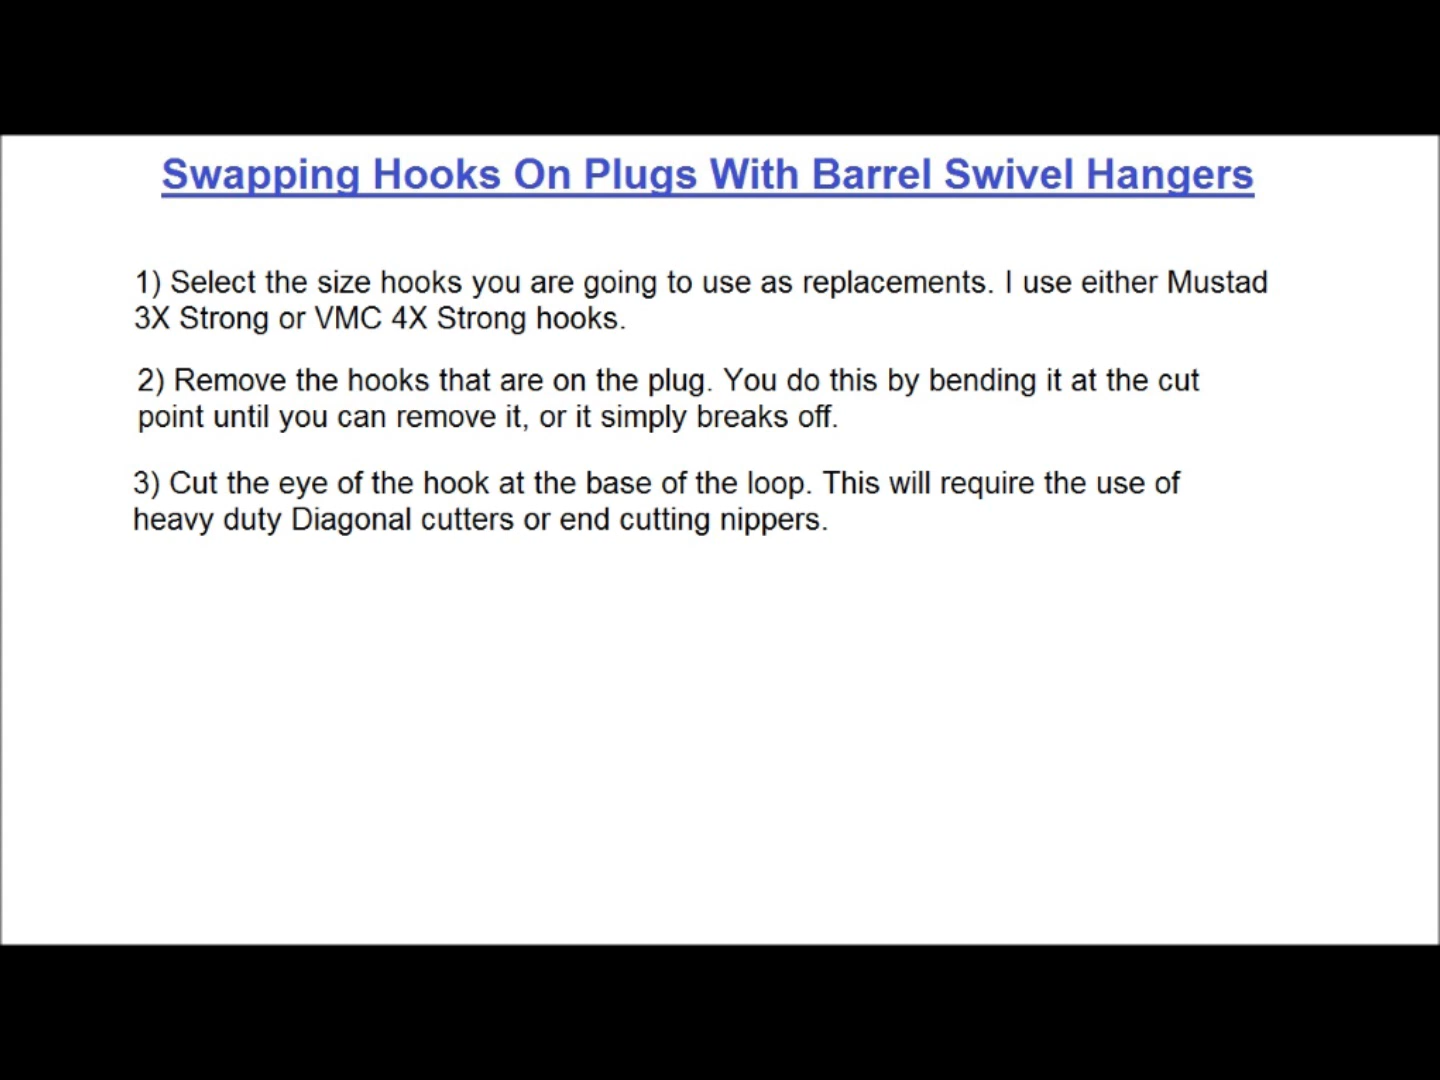 Swapping Hooks On Plugs With Barrel Swivel Hangers
1) Select the size hooks you are going to use as replacements. I use either Mustad
3X Strong or VMC 4X Strong hooks.
2) Remove the hooks that are on the plug. You do this by bending it at the cut
point until you can remove it, or it simply breaks off.
3) Cut the eye of the hook at the base of the loop. This will require the use of
heavy duty Diagonal cutters or end cutting nippers.